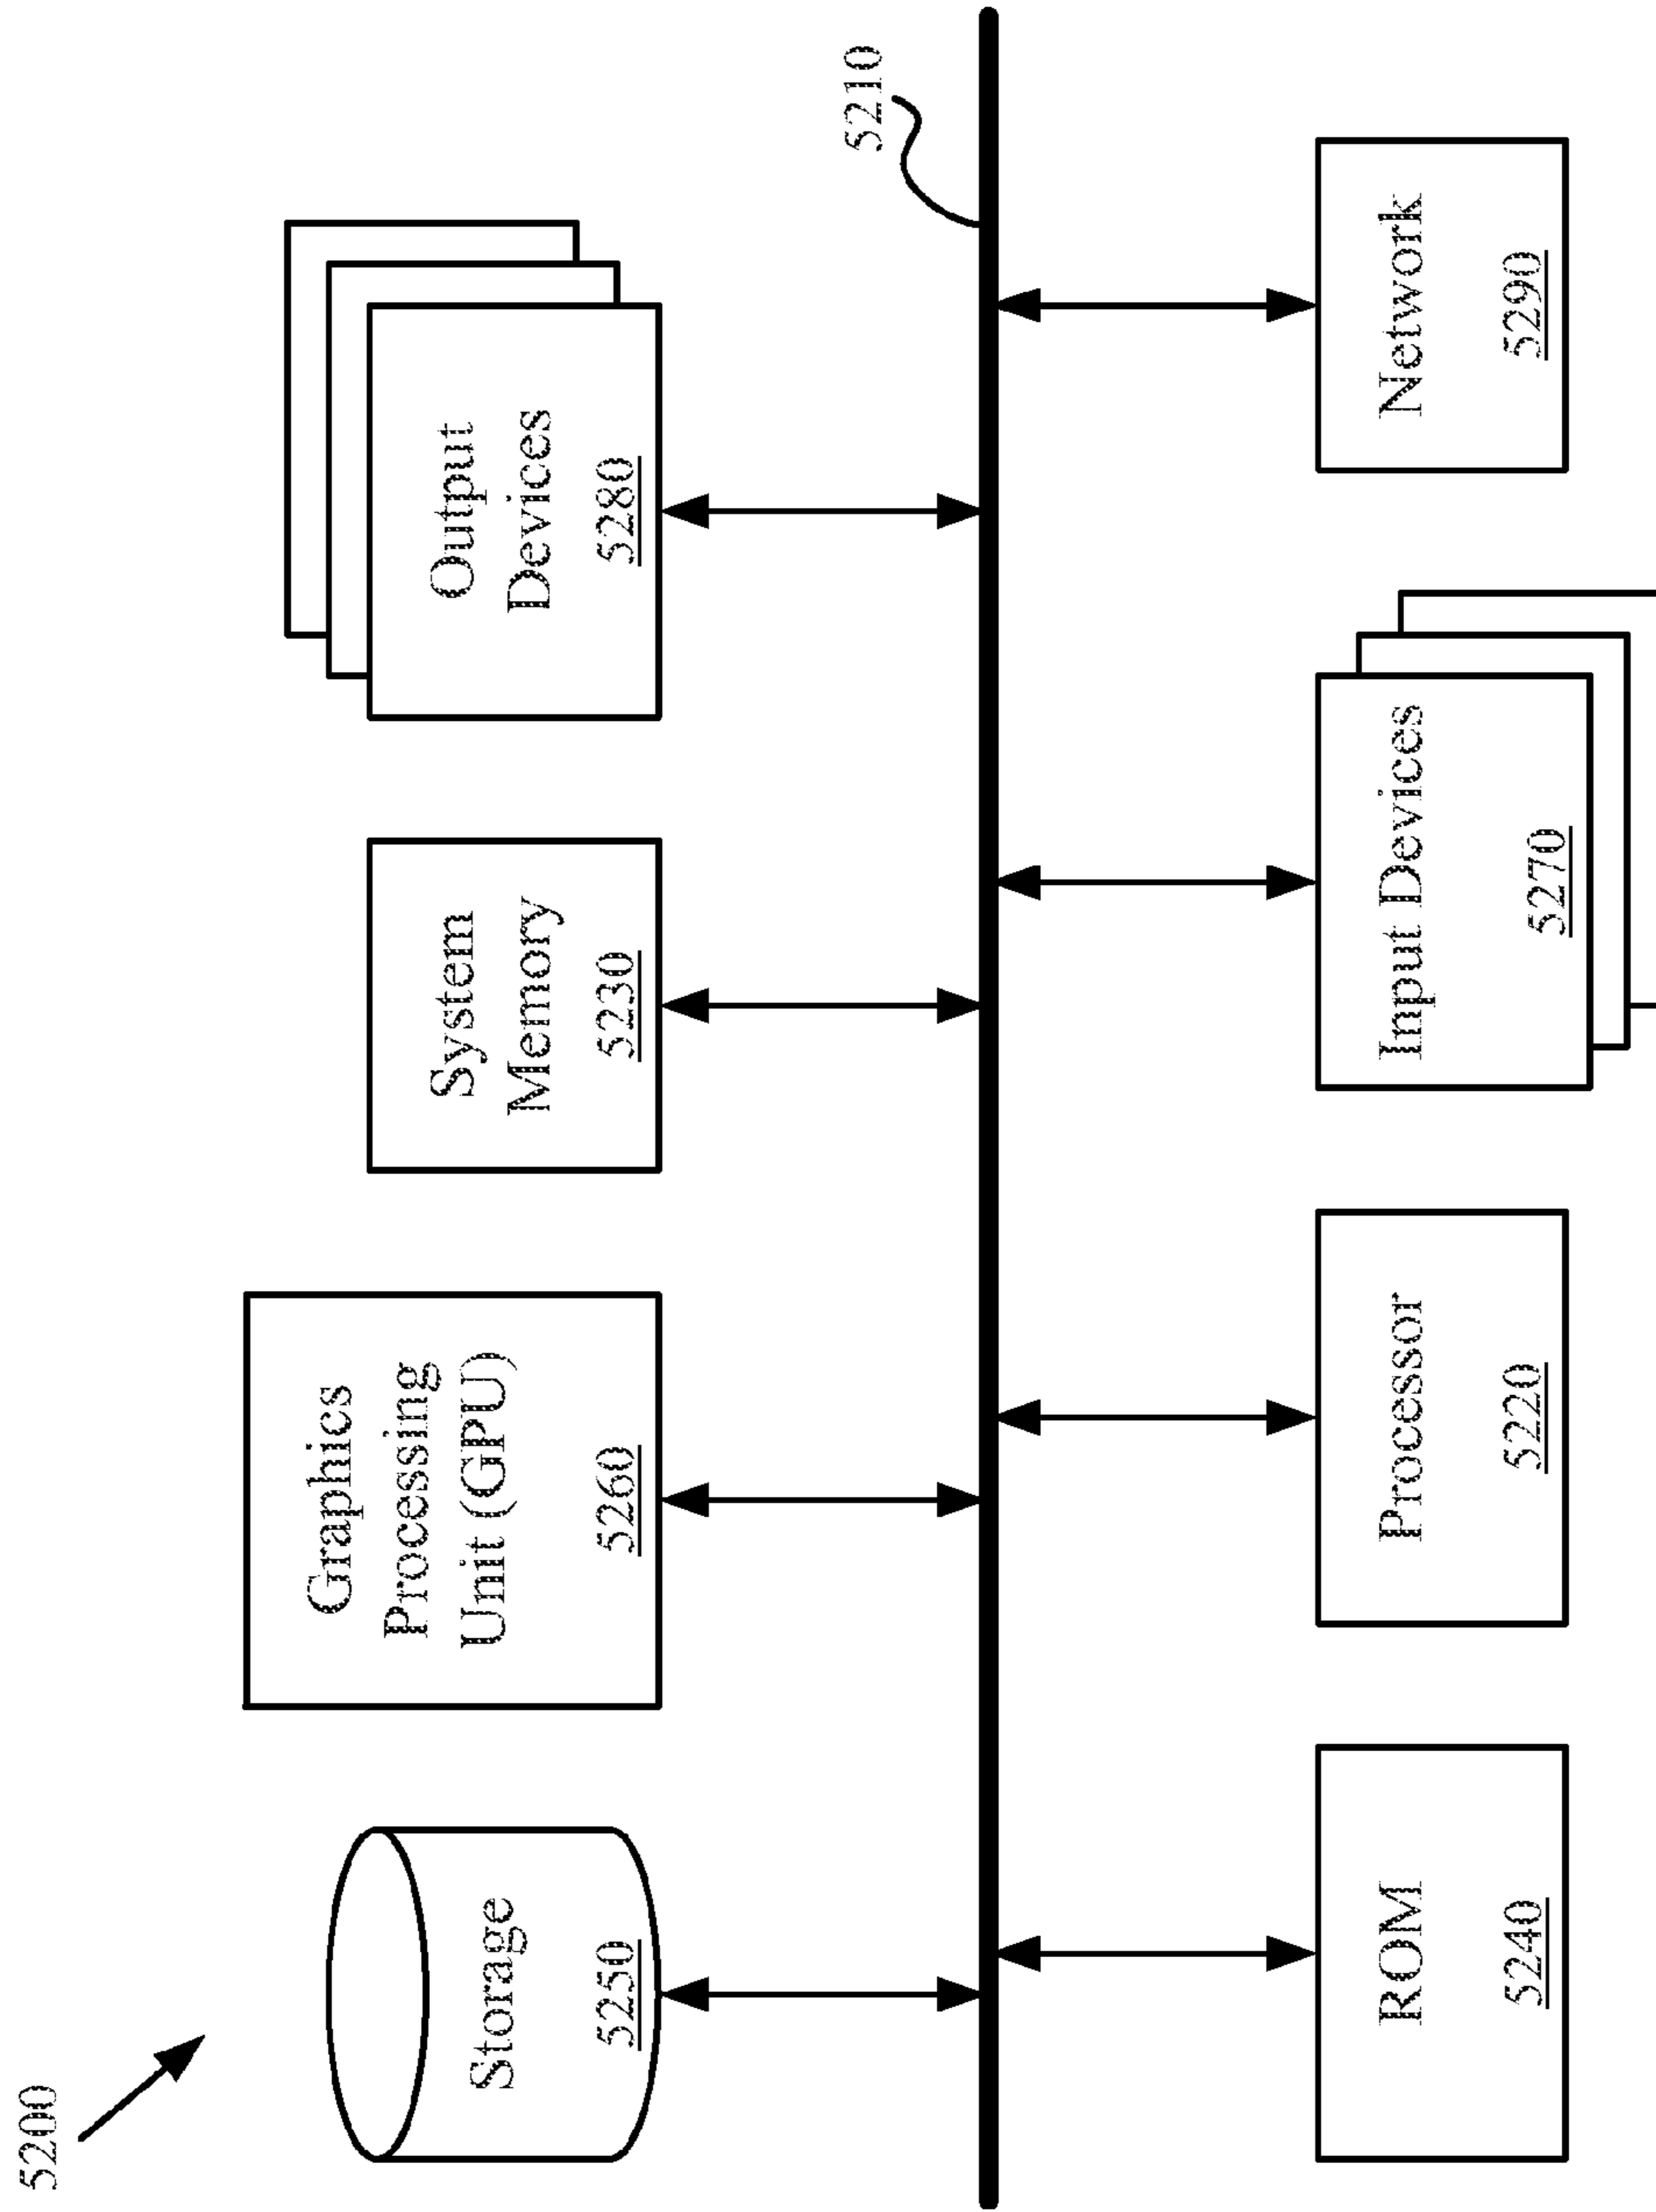 5200
Storage
5250
Graphics
Processing
Unit (GPU)
5260
System
Memory
5230
Output
Devices
5280
5210
ROM
5240
Processor
5220
Input Devices
5270
Network
5290